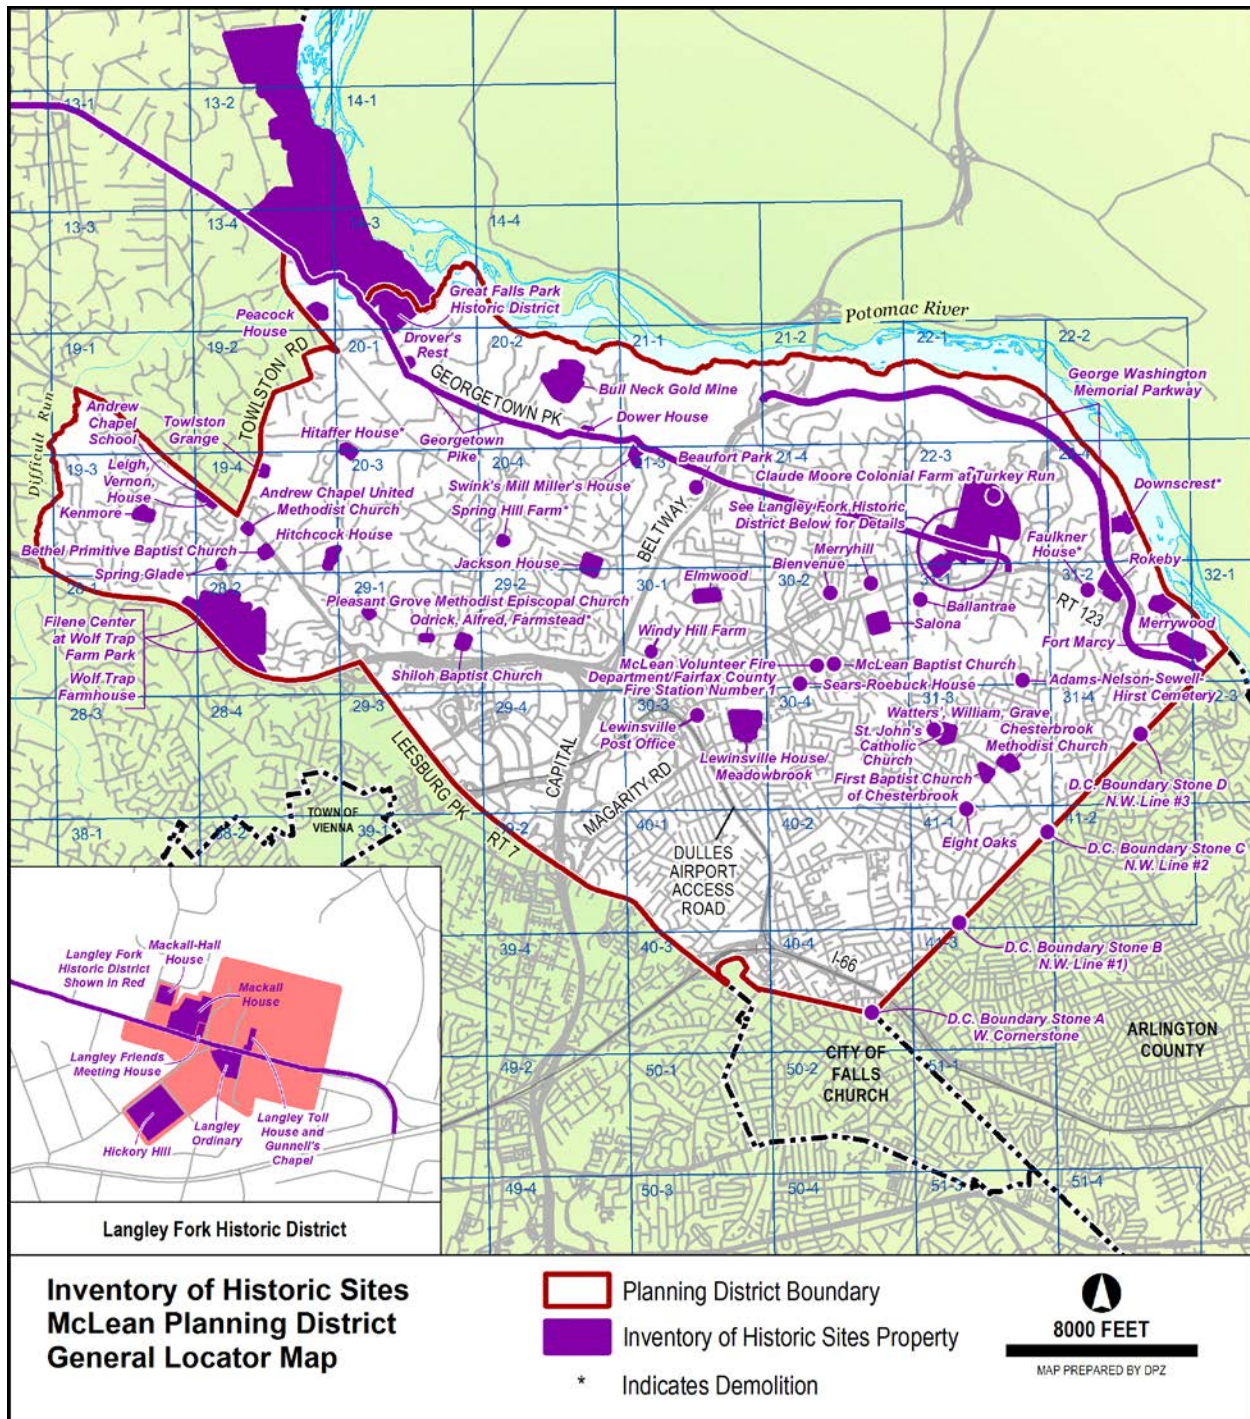 13-1
13-2
14-1
13-3
13-4
14-3
14-4
Great Falls Park
Historic District
Peacock
House
Potomac River
Drover's
Rest
19-1
19-2
20-1
20-2
21-1
21-2
22-1
22-2
TOWLSTON RD
GEORGETOWN PK
Bull Neck Gold Mine
George Washington
Memorial Parkway
Difficult Run
Andrew
Chapel
School
Towlston
Grange
Hitaffer House*
Georgetown
Pike
Dower House
19-3
19-4
20-3
20-4
21-3
21-4
22-3
22-4
Beaufort Park
Leigh,
Vernon,
House
Swink's Mill Miller's House
Claude Moore Colonial Farm at Turkey Run
Downscrest*
Kenmore
Andrew Chapel United
Methodist Church
Spring Hill Farm*
See Langley Fork Historic
District Below for Details
Hitchcock House
BELTWAY
Merryhill
Faulkner
House*
Bethel Primitive Baptist Church
Bienvenue
Rokeby
Spring Glade
Jackson House
28-1
28-2
29-1
29-2
30-1
30-2
31-1
31-2
32-1
Elmwood
RT 123
Pleasant Grove Methodist Episcopal Church
Ballantrae
Filene Center
at Wolf Trap
Farm Park
Odrick, Alfred, Farmstead*
Salona
Merrywood
Windy Hill Farm
Fort Marcy
Wolf Trap
Farmhouse
Shiloh Baptist Church
McLean Volunteer Fire
Department/Fairfax County
Fire Station Number 1
McLean Baptist Church
Sears-Roebuck House
Adams-Nelson-Sewell-
Hirst Cemetery
28-3
28-4
29-3
29-4
30-3
30-4
31-3
31-4
32-3
Lewinsville
Post Office
Watters', William, Grave
St. John's
Catholic
Church
Chesterbrook
Methodist Church
LEESBURG PK
RT 7
CAPITAL
MAGARITY RD
Lewinsville House/
Meadowbrook
First Baptist Church
of Chesterbrook
D.C. Boundary Stone D
N.W. Line #3
TOWN OF
VIENNA
38-1
38-2
39-1
39-2
40-1
40-2
41-1
41-2
Eight Oaks
DULLES
AIRPORT
ACCESS
ROAD
D.C. Boundary Stone C
N.W. Line #2
39-4
40-3
40-4
41-3
I-66
D.C. Boundary Stone B
N.W. Line #1)
D.C. Boundary Stone A
W. Cornerstone
ARLINGTON
COUNTY
49-2
50-1
50-2
51-1
CITY OF
FALLS
CHURCH
49-4
50-3
50-4
51-3
51-4
Langley Fork
Historic District
Shown in Red
Mackall-Hall
House
Mackall
House
Langley Friends
Meeting House
Hickory Hill
Langley
Ordinary
Langley Toll
House and
Gunnell's
Chapel
Langley Fork Historic District
Inventory of Historic Sites
McLean Planning District
General Locator Map
Planning District Boundary
Inventory of Historic Sites Property
* Indicates Demolition
8000 FEET
MAP PREPARED BY DPZ